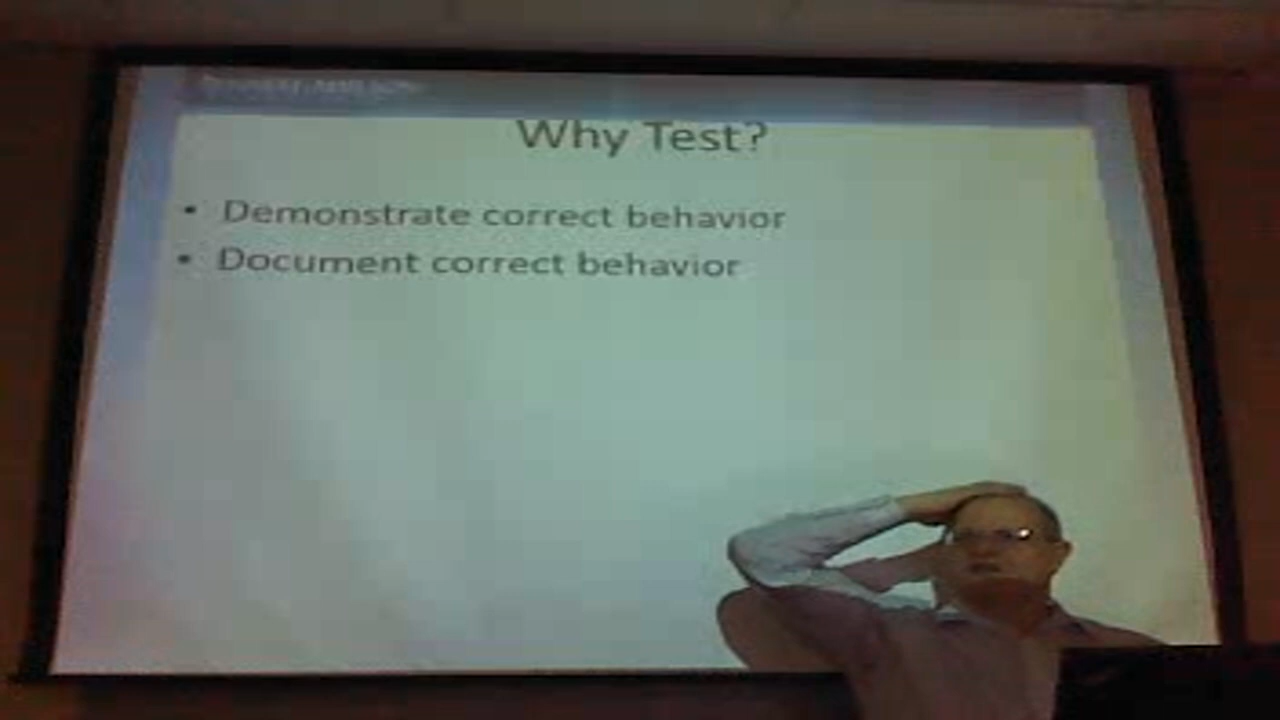 Why Test?
• Demonstrate correct behavior
• Document correct behavior